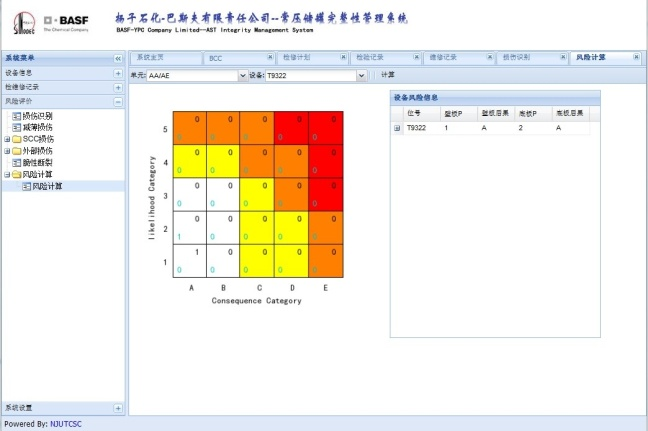 BASF
The Chemical Company
扬子石化-巴斯夫有限责任公司--常压储罐完整性管理系统
BASF-YPC Company Limited--AST Integrity Management System
系统菜单
系统主页 BCC 检修计划 检验记录 维修记录 损伤识别 风险计算
设备信息
检维修记录
风险评价
损伤识别
减薄损伤
SCC损伤
外部损伤
脆性断裂
风险计算
风险计算
系统设置
单元: AA/AE 设备: T9322 计算
likelihood Category
5 0 0 0 0 0
0 0 0 0 0
4 0 0 0 0 0
0 0 0 0 0
3 0 0 0 0 0
0 0 0 0 0
2 0 0 0 0 0
1 0 0 0 0
1 1 0 0 0 0
0 0 0 0 0
A B C D E
Consequence Category
设备风险信息
位号 壁板P 壁板后果 底板P 底板后果
T9322 1 A 2 A
Powered By: NJUTCSC